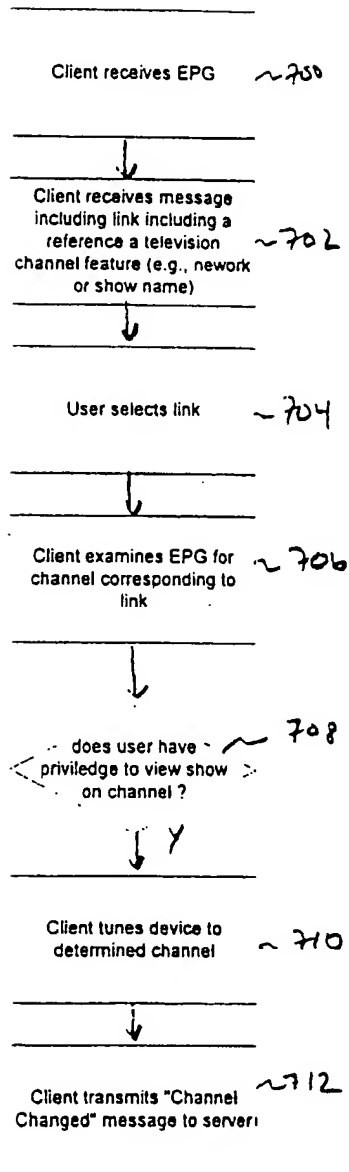 Client receives EPG ~700
Client receives message
including link including a
reference a television ~702
channel feature (e.g., nework
or show name)
User selects link ~704
Client examines EPG for ~706
channel corresponding to
link
does user have 708
priviledge to view show
on channel ?
Y
Client tunes device to
determined channel ~710
Client transmits "Channel ~712
Changed" message to server